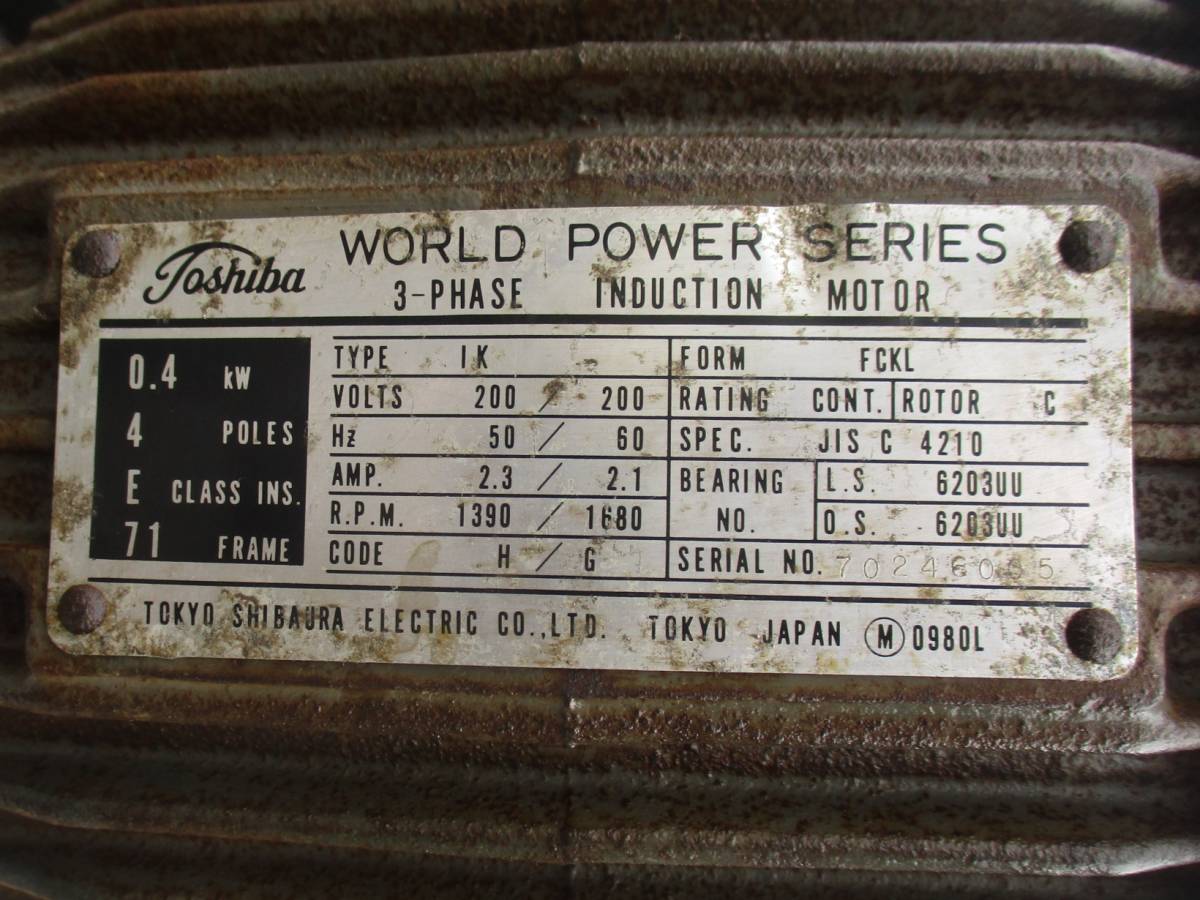 Toshiba WORLD POWER SERIES
3-PHASE INDUCTION MOTOR
0.4 kW
4 POLES
E CLASS INS.
71 FRAME
TYPE IK FORM FCKL
VOLTS 200 / 200 RATING CONT. ROTOR C
Hz 50 / 60 SPEC. JIS C 4210
AMP. 2.3 / 2.1 BEARING L.S. 6203UU
R.P.M. 1390 / 1680 NO. O.S. 6203UU
CODE H / G SERIAL NO.
TOKYO SHIBAURA ELECTRIC CO.,LTD. TOKYO JAPAN Ⓜ 0980L